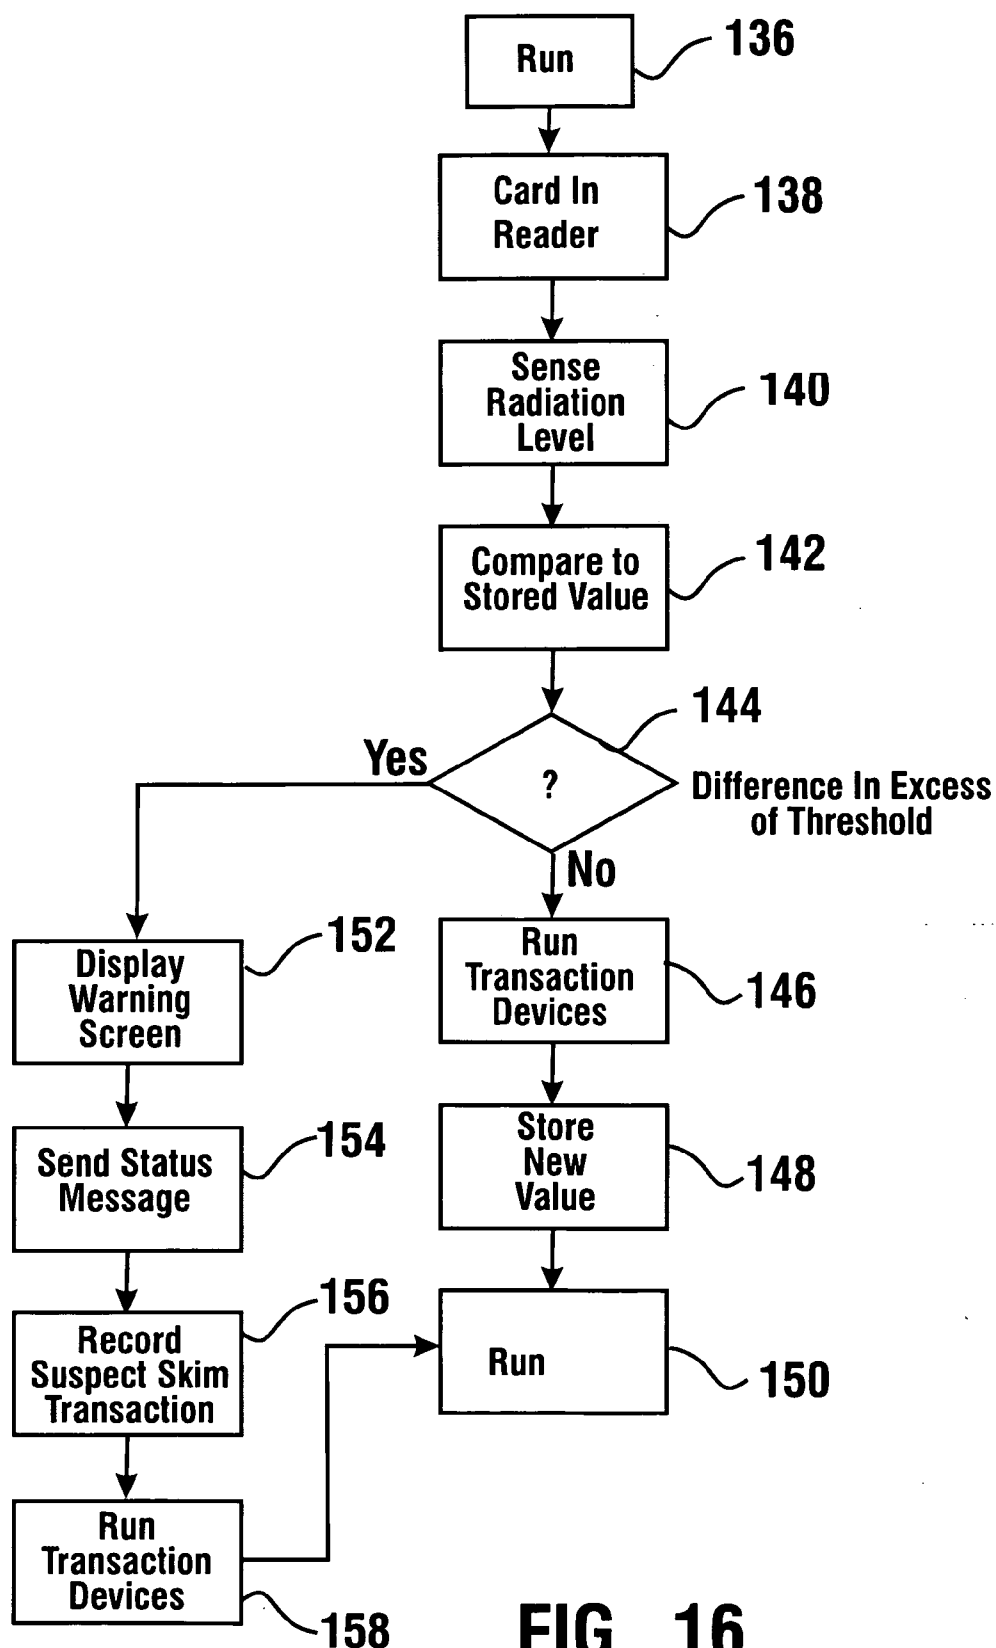 Run
136
Card In
Reader
138
Sense
Radiation
Level
140
Compare to
Stored Value
142
144
Yes
?
Difference In Excess
of Threshold
No
152
Display
Warning
Screen
Run
Transaction
Devices
146
154
Send Status
Message
Store
New
Value
148
156
Record
Suspect Skim
Transaction
Run
150
Run
Transaction
Devices
158
FIG 16